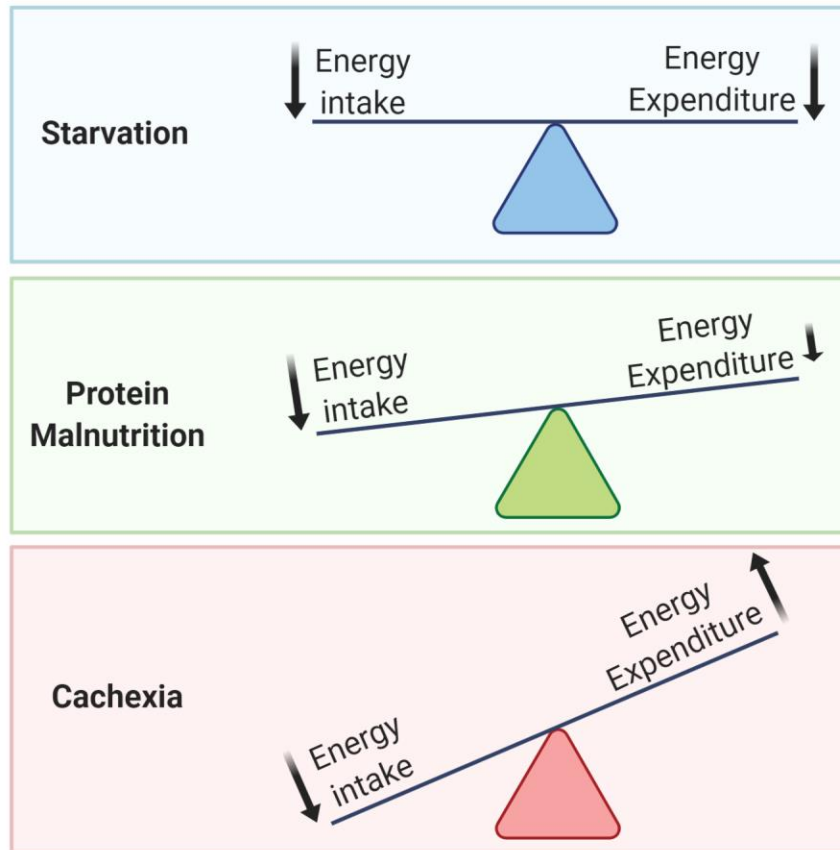 Starvation
Energy
intake
Energy
Expenditure
Protein
Malnutrition
Energy
intake
Energy
Expenditure
Cachexia
Energy
intake
Energy
Expenditure